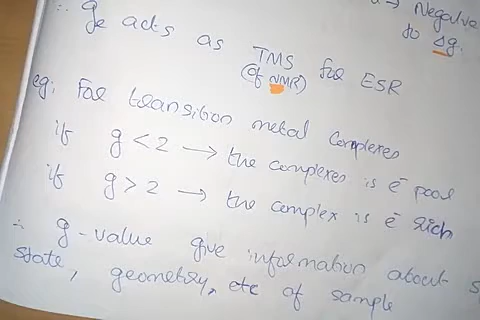 → Negative
to Δg.
∴ ge acts as TMS for ESR
(of NMR)
eg: For transition metal complexes
if g < 2 → the complexes is e⁻ poor
if g > 2 → the complex is e⁻ rich
∴ g-value give information about
state, geometry, etc of sample